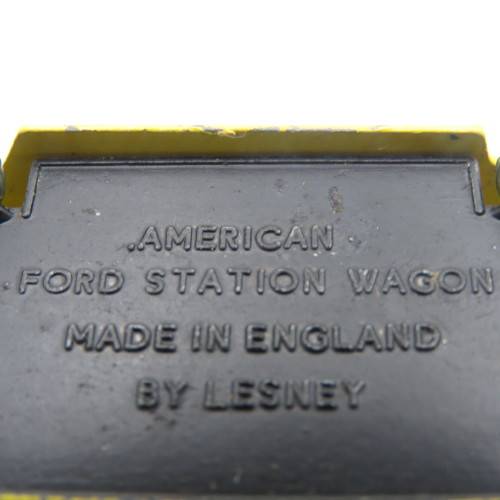 AMERICAN
FORD STATION WAGON
MADE IN ENGLAND
BY LESNEY